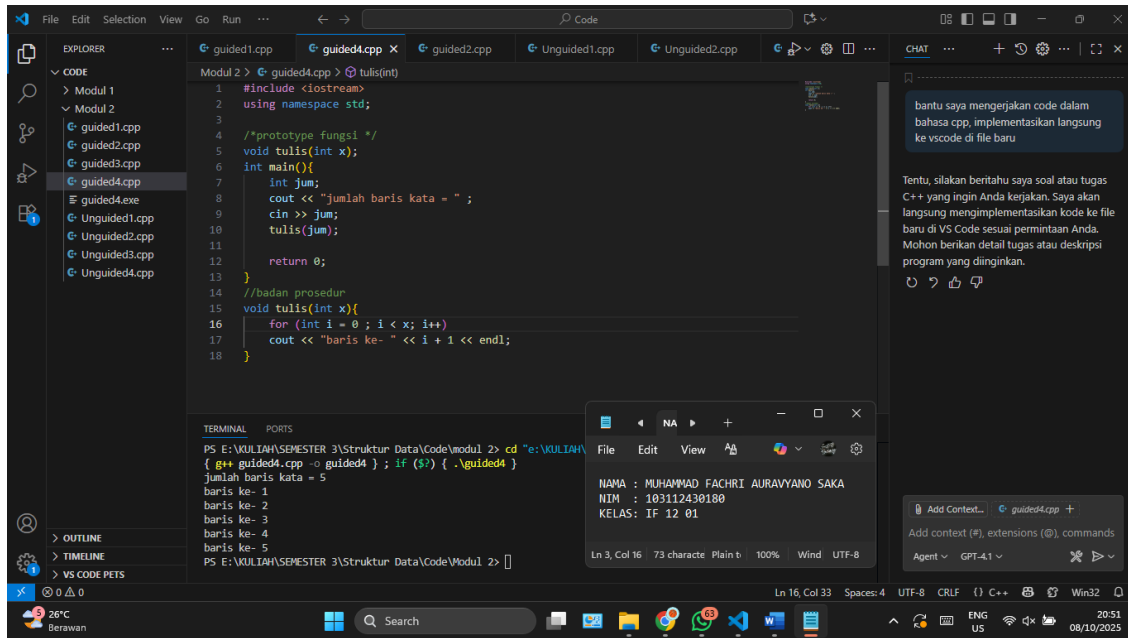 File Edit Selection View Go Run ··· Code
EXPLORER ···
CODE
Modul 1
Modul 2
guided1.cpp
guided2.cpp
guided3.cpp
guided4.cpp
guided4.exe
Unguided1.cpp
Unguided2.cpp
Unguided3.cpp
Unguided4.cpp
OUTLINE
TIMELINE
VS CODE PETS
guided1.cpp guided4.cpp guided2.cpp Unguided1.cpp Unguided2.cpp
Modul 2 > guided4.cpp > tulis(int)
1 #include <iostream>
2 using namespace std;
3
4 /*prototype fungsi */
5 void tulis(int x);
6 int main(){
7 int jum;
8 cout << "jumlah baris kata = " ;
9 cin >> jum;
10 tulis(jum);
11
12 return 0;
13 }
14 //badan prosedur
15 void tulis(int x){
16 for (int i = 0 ; i < x; i++)
17 cout << "baris ke- " << i + 1 << endl;
18 }
TERMINAL PORTS
PS E:\KULIAH\SEMESTER 3\Struktur Data\Code\modul 2> cd "e:\KULIAH\
{ g++ guided4.cpp -o guided4 } ; if ($?) { .\guided4 }
jumlah baris kata = 5
baris ke- 1
baris ke- 2
baris ke- 3
baris ke- 4
baris ke- 5
PS E:\KULIAH\SEMESTER 3\Struktur Data\Code\Modul 2>
NA
File Edit View
NAMA : MUHAMMAD FACHRI AURAVYANO SAKA
NIM : 103112430180
KELAS: IF 12 01
Ln 3, Col 16 73 characte Plain t 100% Wind UTF-8
CHAT ···
bantu saya mengerjakan code dalam
bahasa cpp, implementasikan langsung
ke vscode di file baru
Tentu, silakan beritahu saya soal atau tugas
C++ yang ingin Anda kerjakan. Saya akan
langsung mengimplementasikan kode ke file
baru di VS Code sesuai permintaan Anda.
Mohon berikan detail tugas atau deskripsi
program yang diinginkan.
Add Context... guided4.cpp +
Add context (#), extensions (@), commands
Agent GPT-4.1
0 0 Ln 16, Col 33 Spaces: 4 UTF-8 CRLF {} C++ Win32
5 26°C
Berawan
Search
63
ENG
US
20:51
08/10/2025